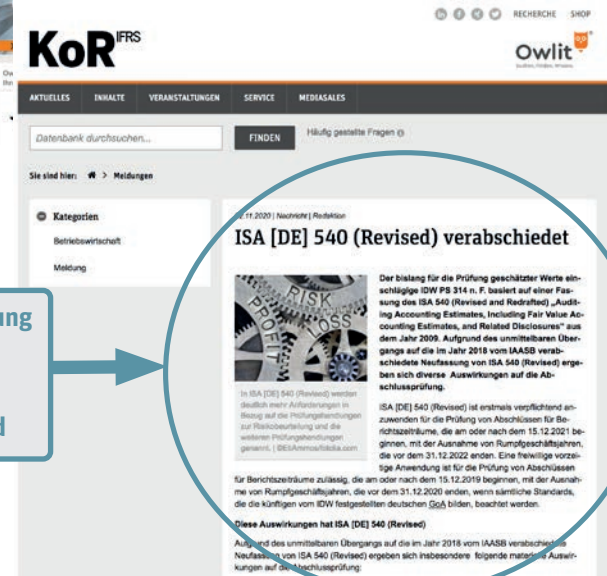 RECHERCHE SHOP
KoR IFRS
Owlit
AKTUELLES INHALTE VERANSTALTUNGEN SERVICE MEDIASALES
Datenbank durchsuchen...
FINDEN
Häufig gestellte Fragen
Sie sind hier: > Meldungen
Kategorien
Betriebswirtschaft
Meldung
ung
d
.11.2020 | Nachricht | Redaktion
ISA [DE] 540 (Revised) verabschiedet
RISK
PROFIT
LOSS
In ISA [DE] 540 (Revised) werden
deutlich mehr Anforderungen in
Bezug auf die Prüfungshandlungen
zur Risikobeurteilung und die
weiteren Prüfungshandlungen
genannt. | ©EtiAmmos/fotolia.com
Der bislang für die Prüfung geschätzter Werte ein-
schlägige IDW PS 314 n. F. basiert auf einer Fas-
sung des ISA 540 (Revised and Redrafted) „Audit-
ing Accounting Estimates, Including Fair Value Ac-
counting Estimates, and Related Disclosures" aus
dem Jahr 2009. Aufgrund des unmittelbaren Über-
gangs auf die im Jahr 2018 vom IAASB verab-
schiedete Neufassung von ISA 540 (Revised) erge-
ben sich diverse Auswirkungen auf die Ab-
schlussprüfung.
ISA [DE] 540 (Revised) ist erstmals verpflichtend an-
zuwenden für die Prüfung von Abschlüssen für Be-
richtszeiträume, die am oder nach dem 15.12.2021 be-
ginnen, mit der Ausnahme von Rumpfgeschäftsjahren,
die vor dem 31.12.2022 enden. Eine freiwillige vorzei-
tige Anwendung ist für die Prüfung von Abschlüssen
für Berichtszeiträume zulässig, die am oder nach dem 15.12.2019 beginnen, mit der Ausnah-
me von Rumpfgeschäftsjahren, die vor dem 31.12.2020 enden, wenn sämtliche Standards,
die die künftigen vom IDW festgestellten deutschen GoA bilden, beachtet werden.
Diese Auswirkungen hat ISA [DE] 540 (Revised)
Aufgrund des unmittelbaren Übergangs auf die im Jahr 2018 vom IAASB verabschiedete
Neufassung von ISA 540 (Revised) ergeben sich insbesondere folgende materielle Auswir-
kungen auf die Abschlussprüfung: